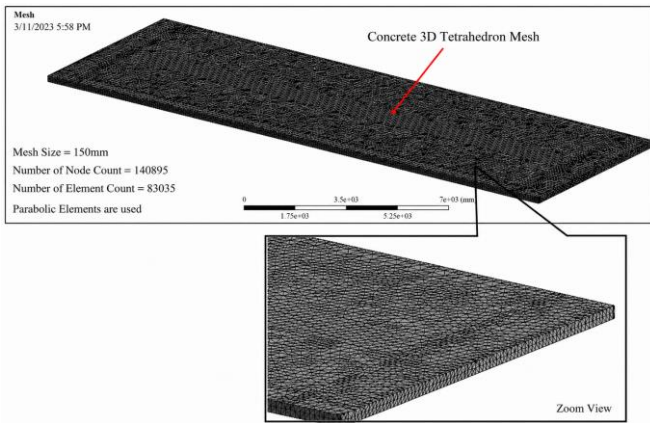 Mesh
3/11/2023 5:58 PM
Concrete 3D Tetrahedron Mesh
Mesh Size = 150mm
Number of Node Count = 140895
Number of Element Count = 83035
Parabolic Elements are used
0 3.5e+03 7e+03 (mm)
1.75e+03 5.25e+03
Zoom View